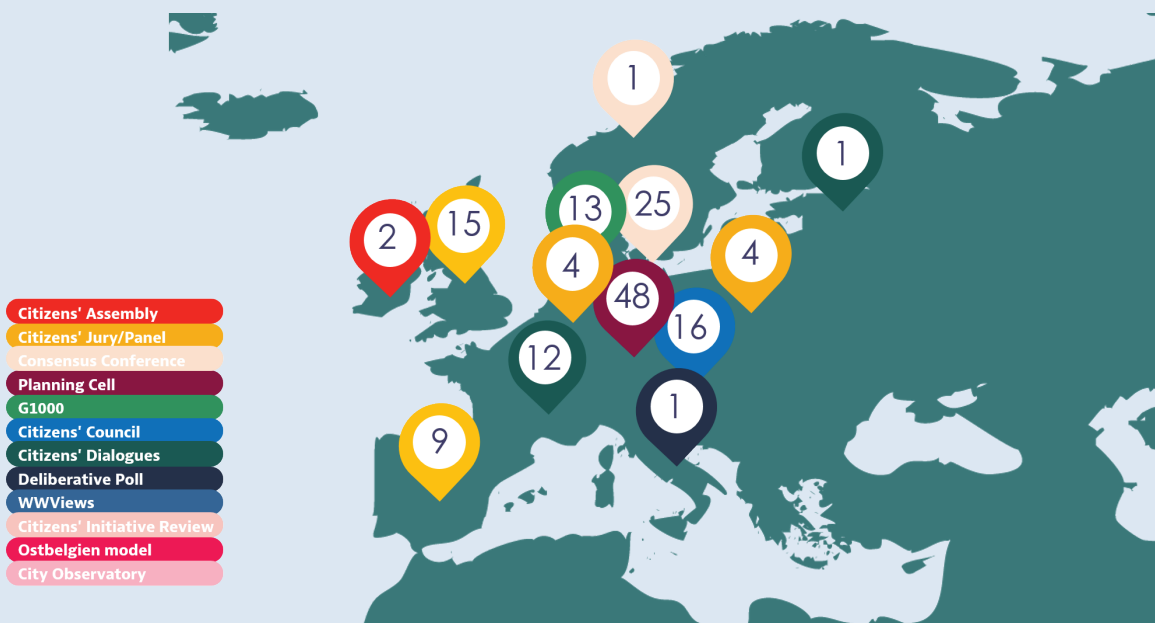 1
1
13
25
2
15
4
4
48
16
12
1
9
Citizens' Assembly
Citizens' Jury/Panel
Consensus Conference
Planning Cell
G1000
Citizens' Council
Citizens' Dialogues
Deliberative Poll
WWViews
Citizens' Initiative Review
Ostbelgien model
City Observatory